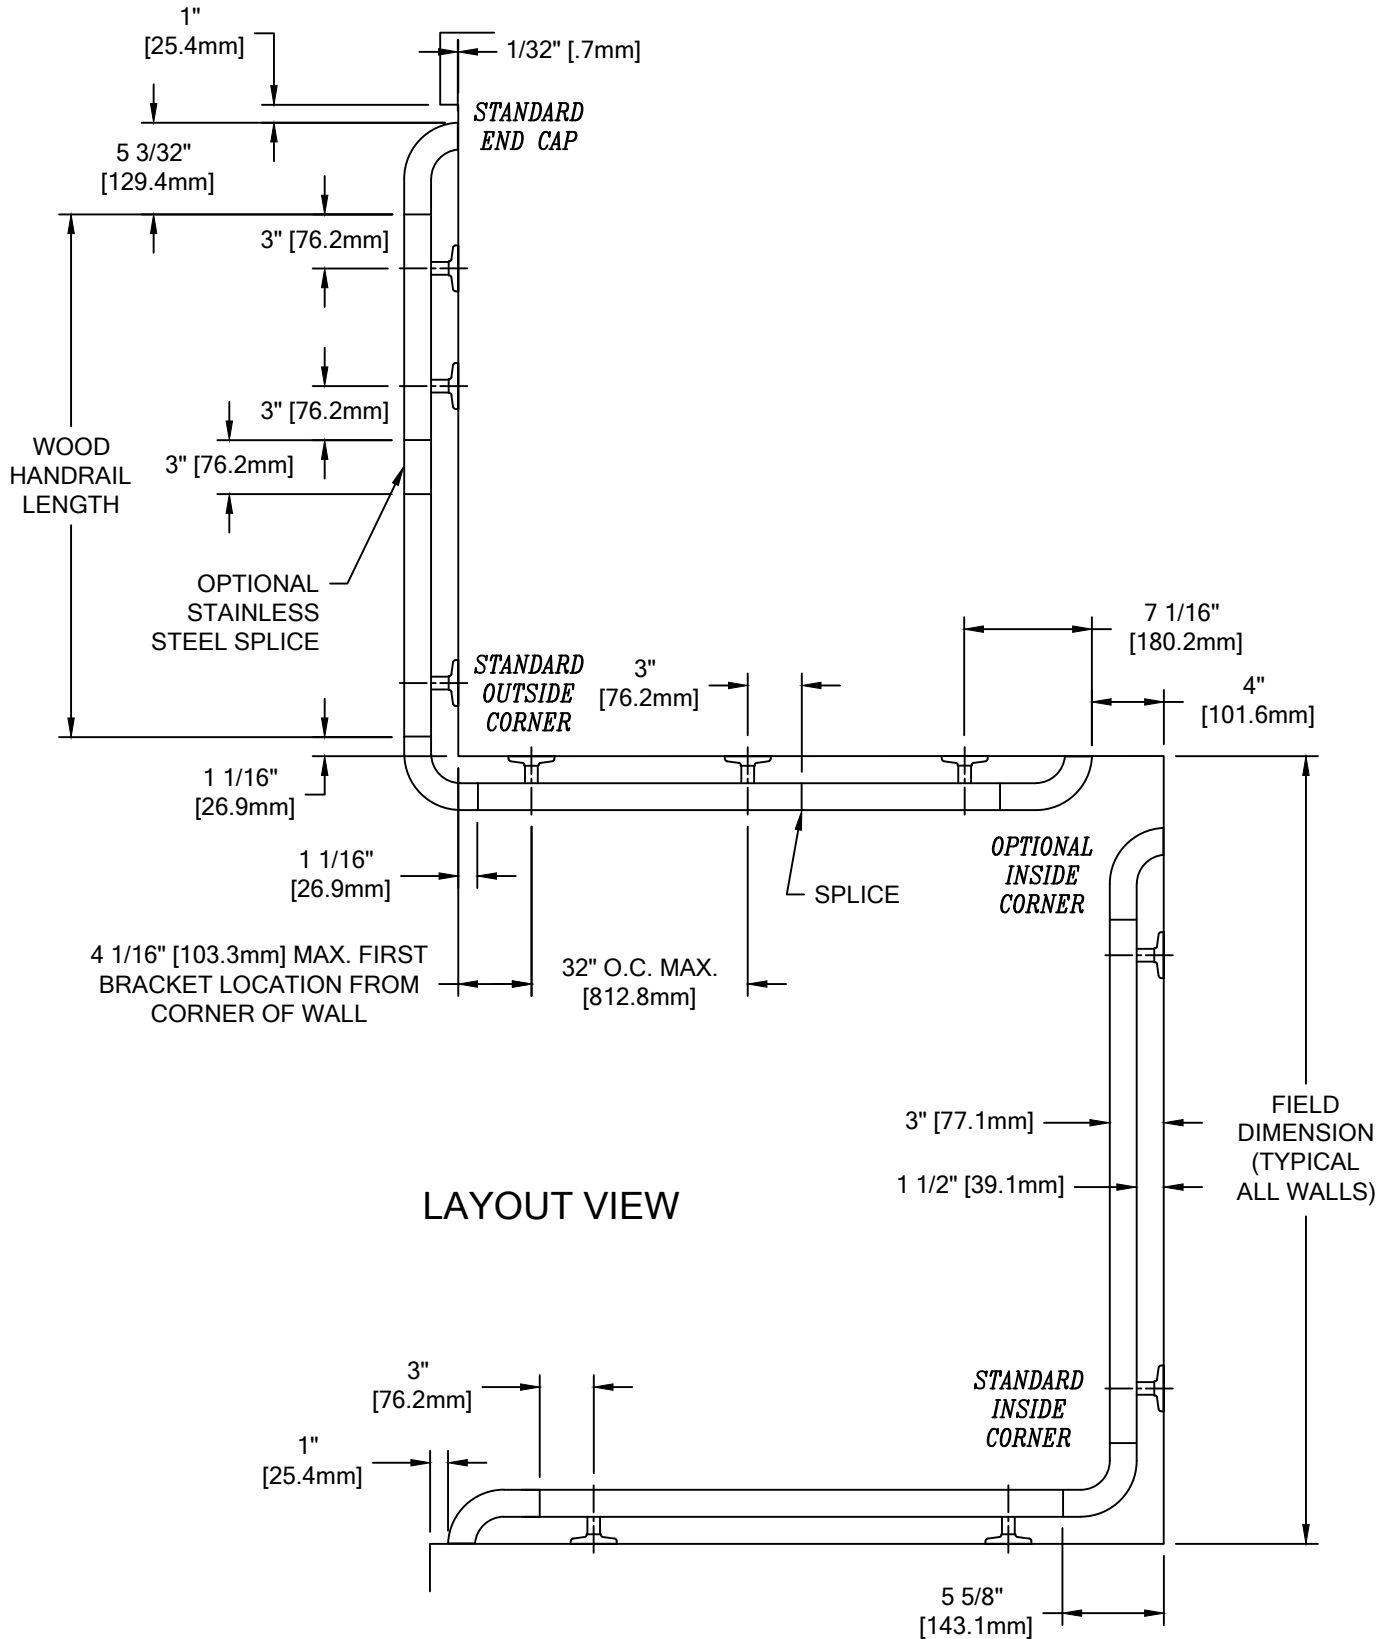 1"
[25.4mm]
1/32" [.7mm]
STANDARD
END CAP
5 3/32"
[129.4mm]
3" [76.2mm]
3" [76.2mm]
WOOD
HANDRAIL
LENGTH
3" [76.2mm]
OPTIONAL
STAINLESS
STEEL SPLICE
7 1/16"
[180.2mm]
STANDARD
OUTSIDE
CORNER
3"
[76.2mm]
4"
[101.6mm]
1 1/16"
[26.9mm]
1 1/16"
[26.9mm]
OPTIONAL
INSIDE
CORNER
SPLICE
4 1/16" [103.3mm] MAX. FIRST
BRACKET LOCATION FROM
CORNER OF WALL
32" O.C. MAX.
[812.8mm]
3" [77.1mm]
FIELD
DIMENSION
(TYPICAL
ALL WALLS)
1 1/2" [39.1mm]
LAYOUT VIEW
3"
[76.2mm]
STANDARD
INSIDE
CORNER
1"
[25.4mm]
5 5/8"
[143.1mm]